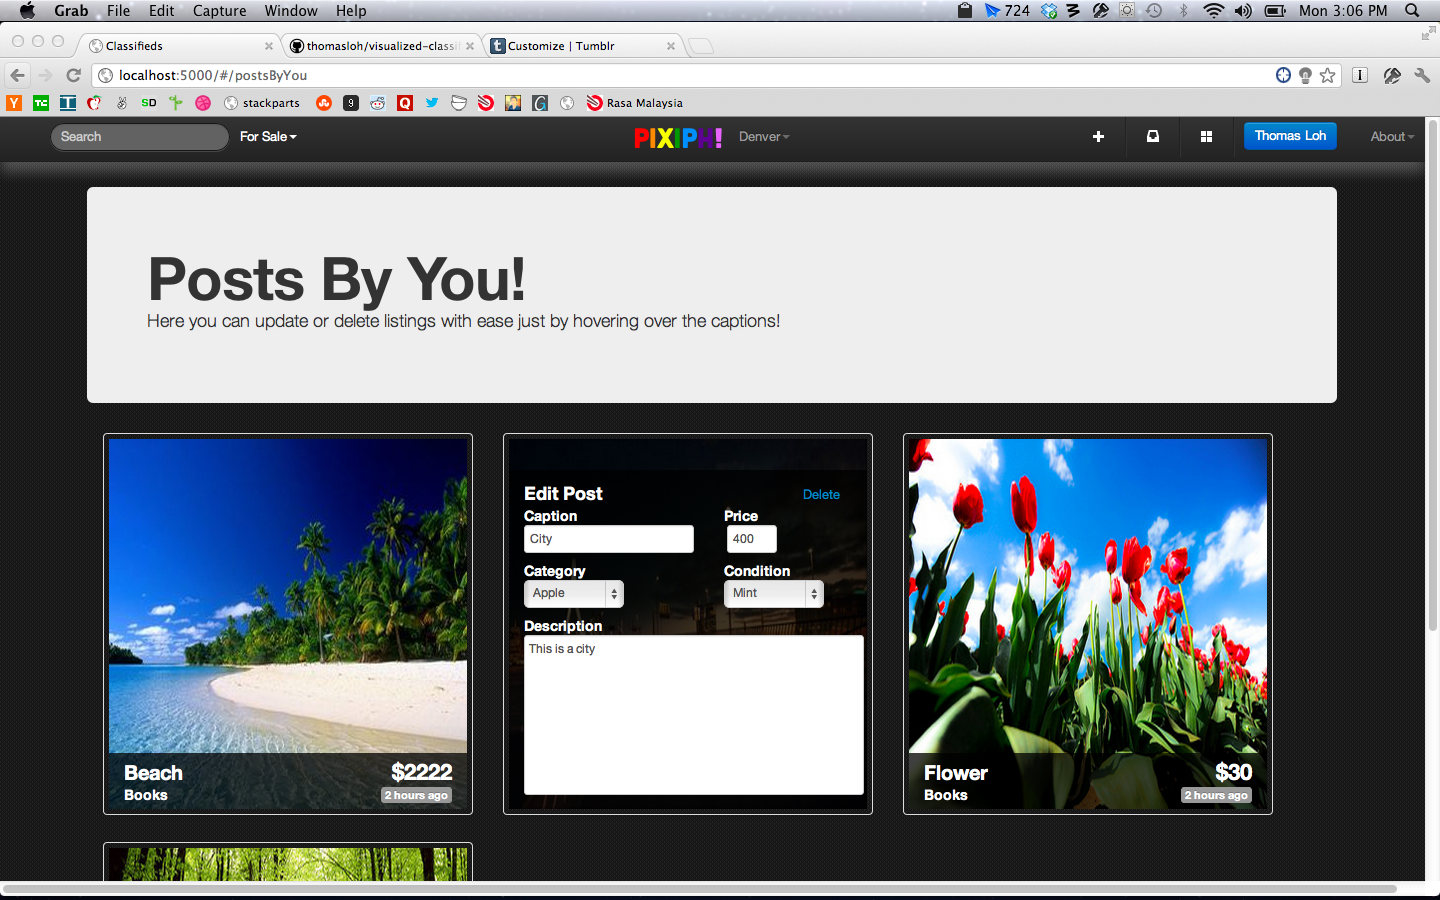 Grab File Edit Capture Window Help 724 Mon 3:06 PM
Classifieds thomasloh/visualized-classi Customize | Tumblr
localhost:5000/#/postsByYou
Y TC T SD stackparts 9 Q G Rasa Malaysia
Search For Sale PIXIPH! Denver Thomas Loh About
Posts By You!
Here you can update or delete listings with ease just by hovering over the captions!
Edit Post Delete
Caption Price
City 400
Category Condition
Apple Mint
Description
This is a city
Beach $2222
Books 2 hours ago
Flower $30
Books 2 hours ago